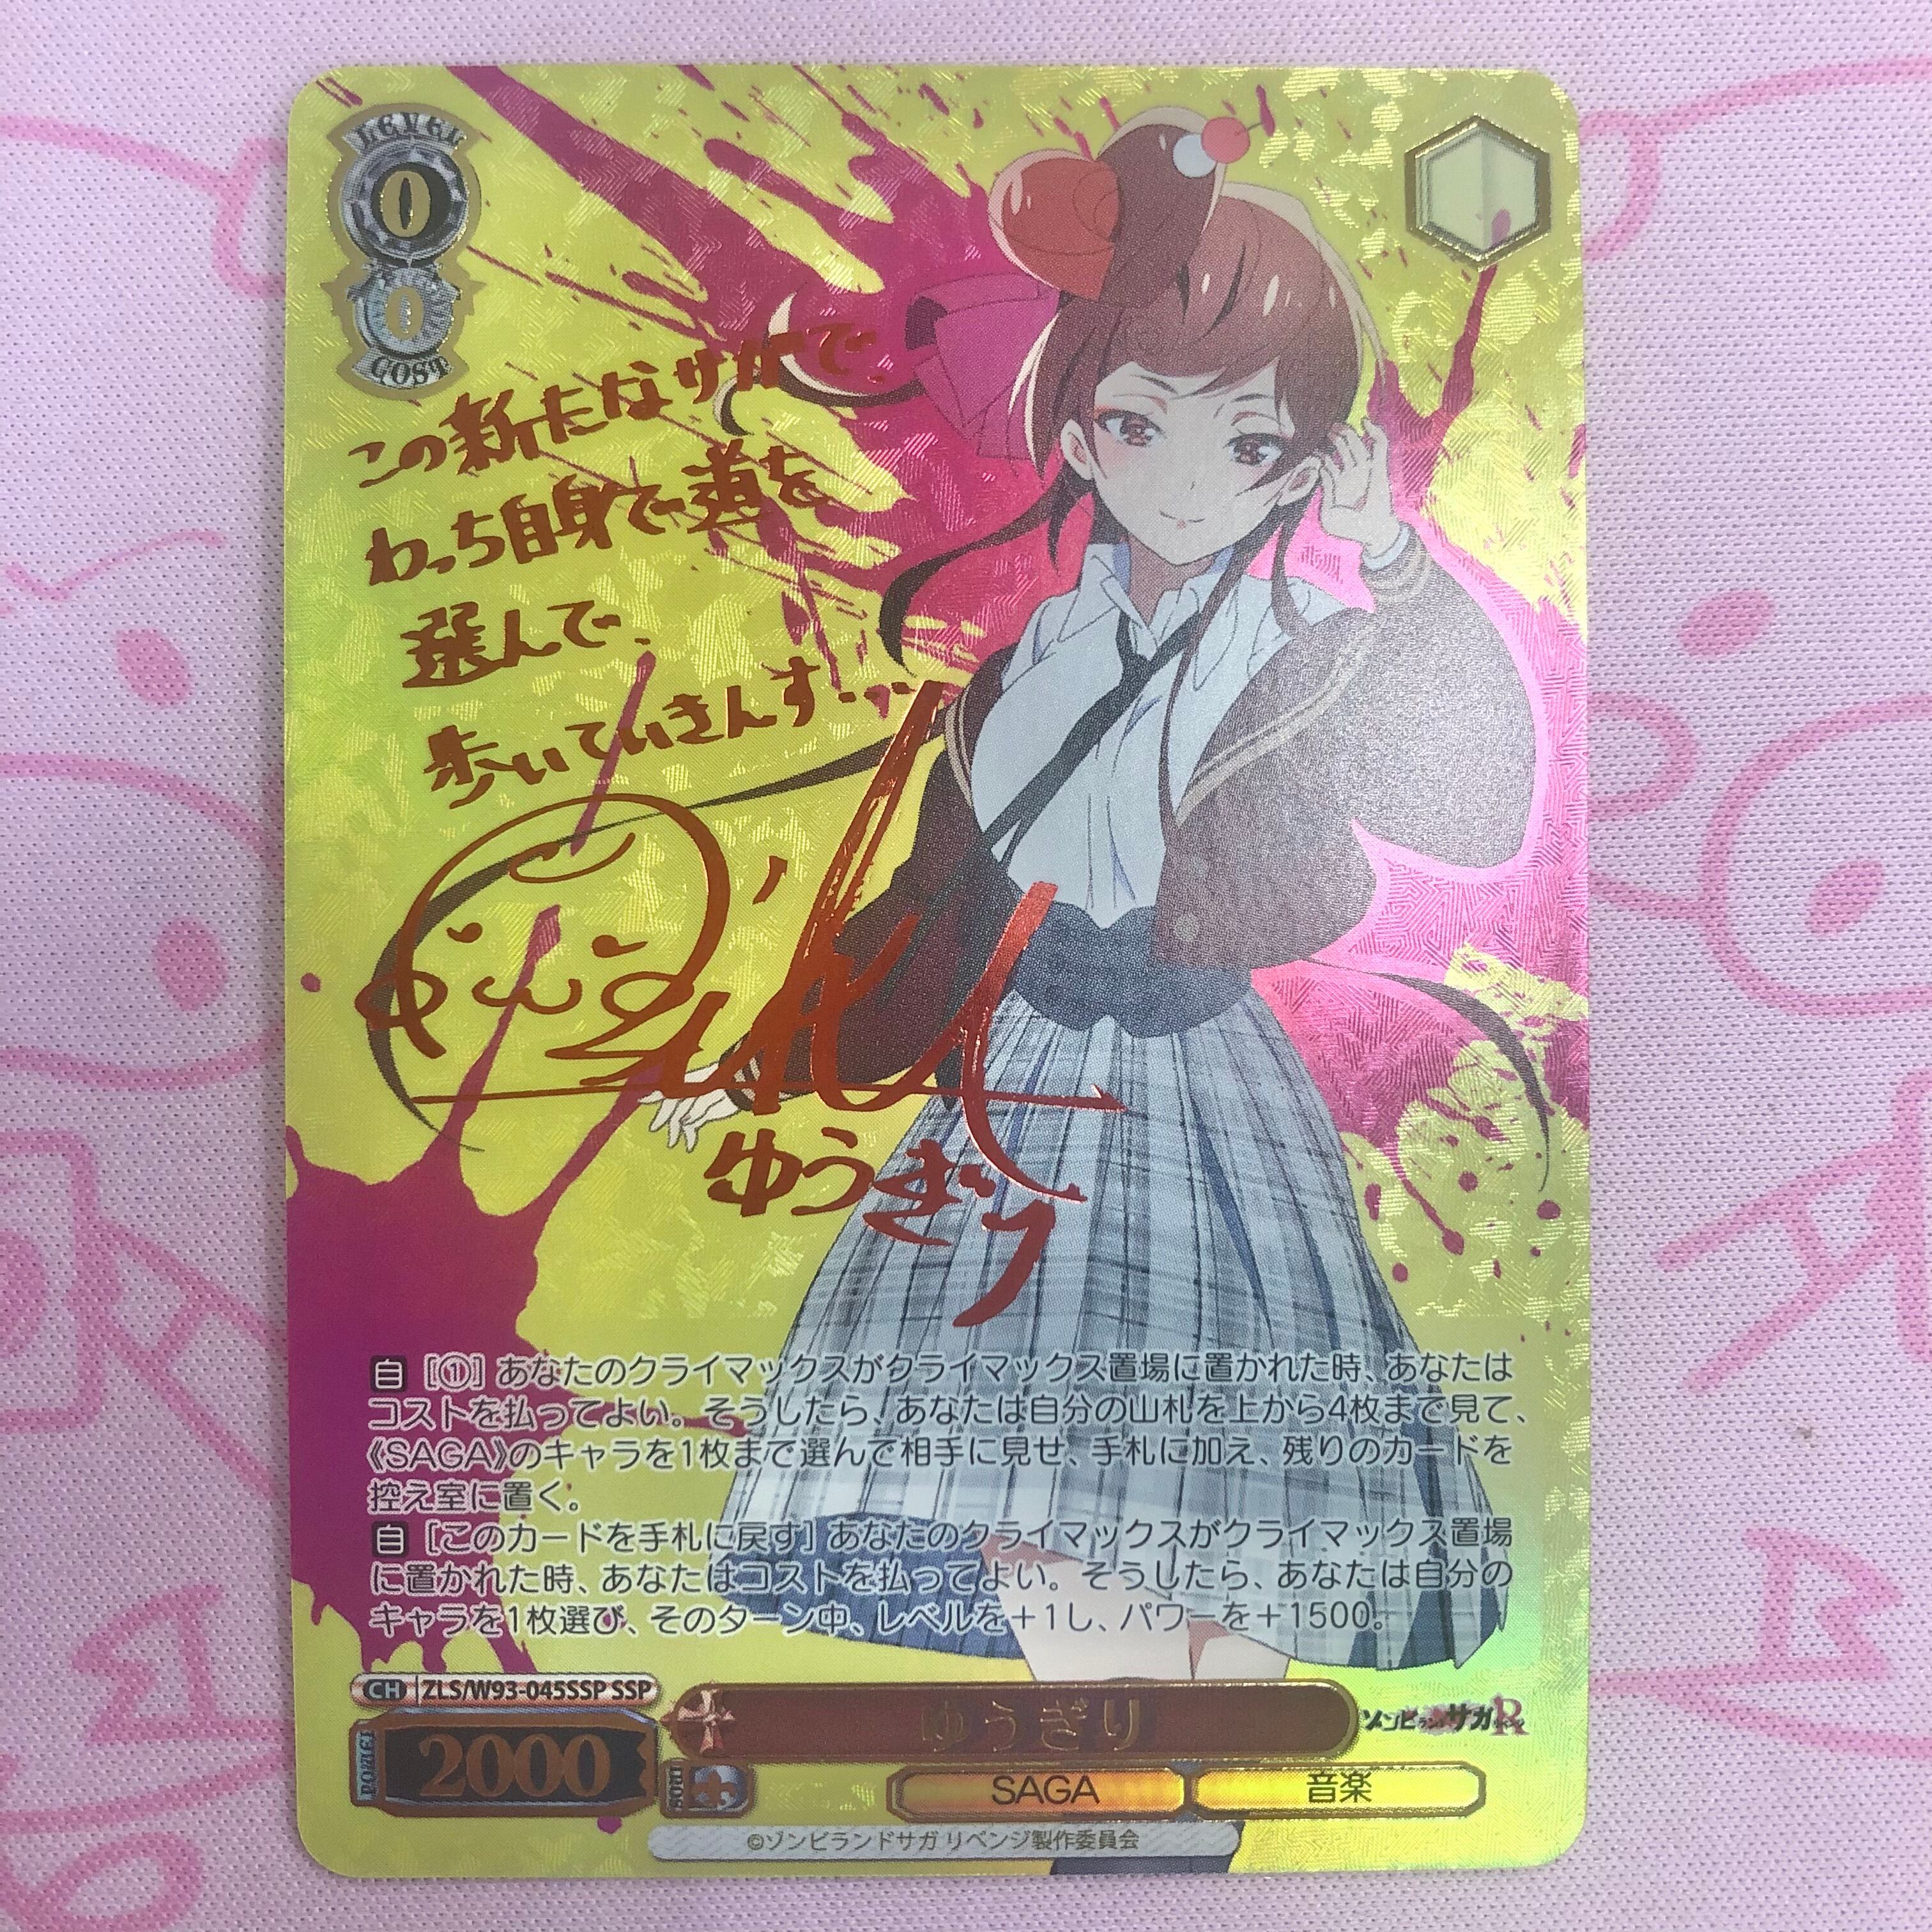 LEVEL
0
0
COST
この新たなサガで、
わっち自身で道を
選んで、
歩いていきんす……
ゆうぎり
自 [①] あなたのクライマックスがクライマックス置場に置かれた時、あなたは
コストを払ってよい。そうしたら、あなたは自分の山札を上から4枚まで見て、
《SAGA》のキャラを1枚まで選んで相手に見せ、手札に加え、残りのカードを
控え室に置く。
自 [このカードを手札に戻す] あなたのクライマックスがクライマックス置場
に置かれた時、あなたはコストを払ってよい。そうしたら、あなたは自分の
キャラを1枚選び、そのターン中、レベルを＋1し、パワーを＋1500。
CH ZLS/W93-045SSP SSP
ゆうぎり
ゾンビランドサガR
POWER 2000
SOUL
SAGA 音楽
©ゾンビランドサガ リベンジ製作委員会